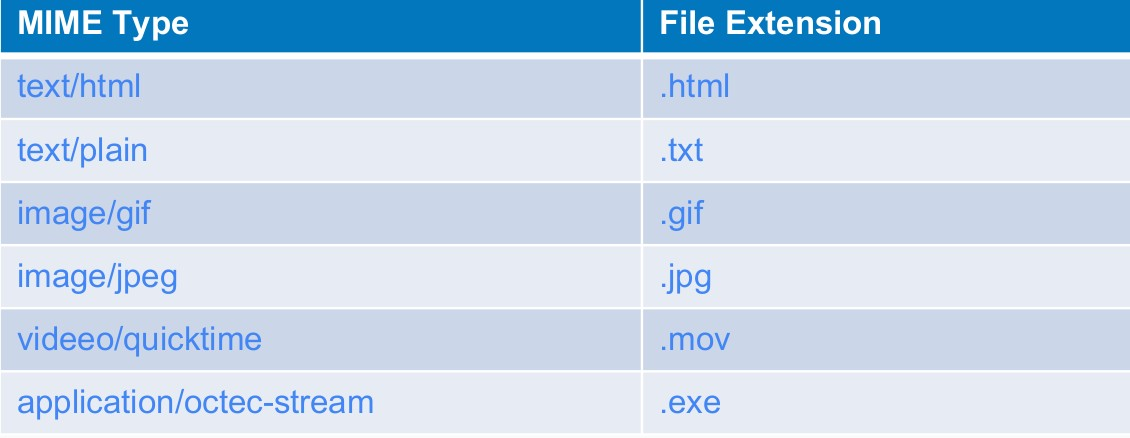 MIME Type File Extension
text/html .html
text/plain .txt
image/gif .gif
image/jpeg .jpg
videeo/quicktime .mov
application/octec-stream .exe